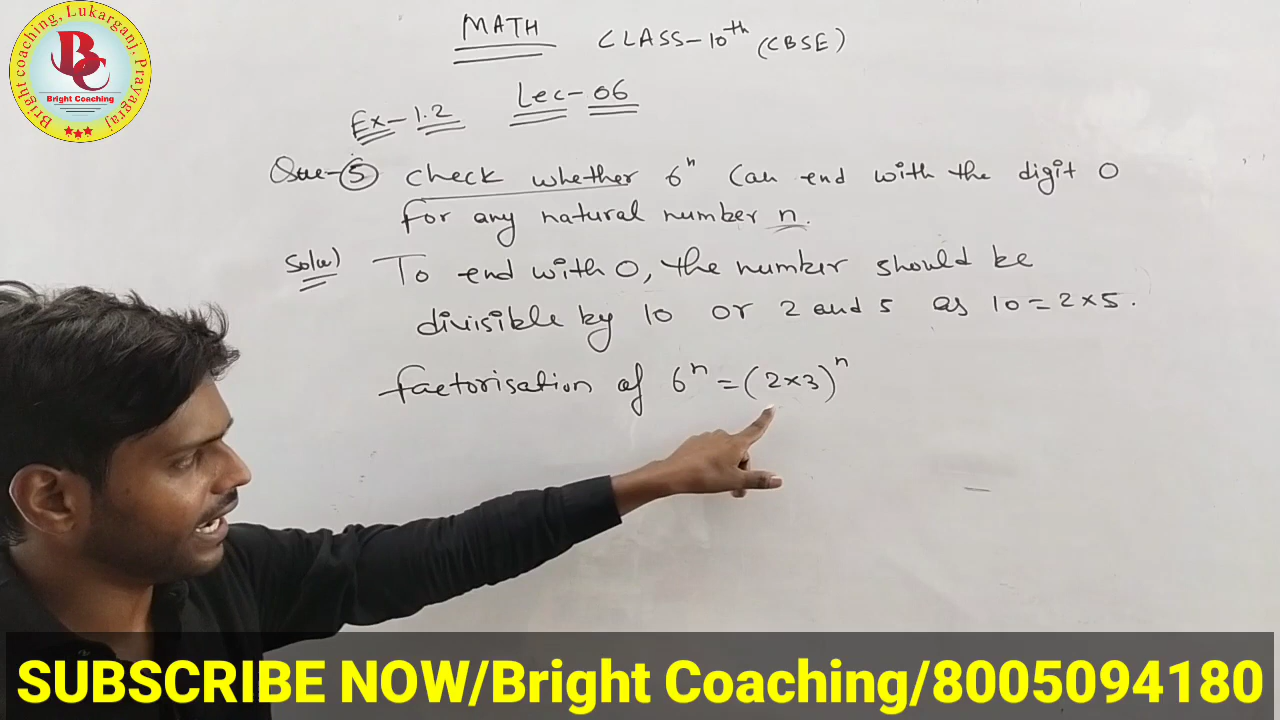 Bright coaching, Lukarganj, Prayagraj
BC
Bright Coaching
MATH CLASS-10th (CBSE)
Lec-06
Ex-1.2
Que-5 check whether 6ⁿ Can end with the digit 0
for any natural number n.
Solu) To end with 0, the number should be
divisible by 10 or 2 and 5 as 10 = 2×5.
factorisation of 6ⁿ = (2×3)ⁿ
SUBSCRIBE NOW/Bright Coaching/8005094180